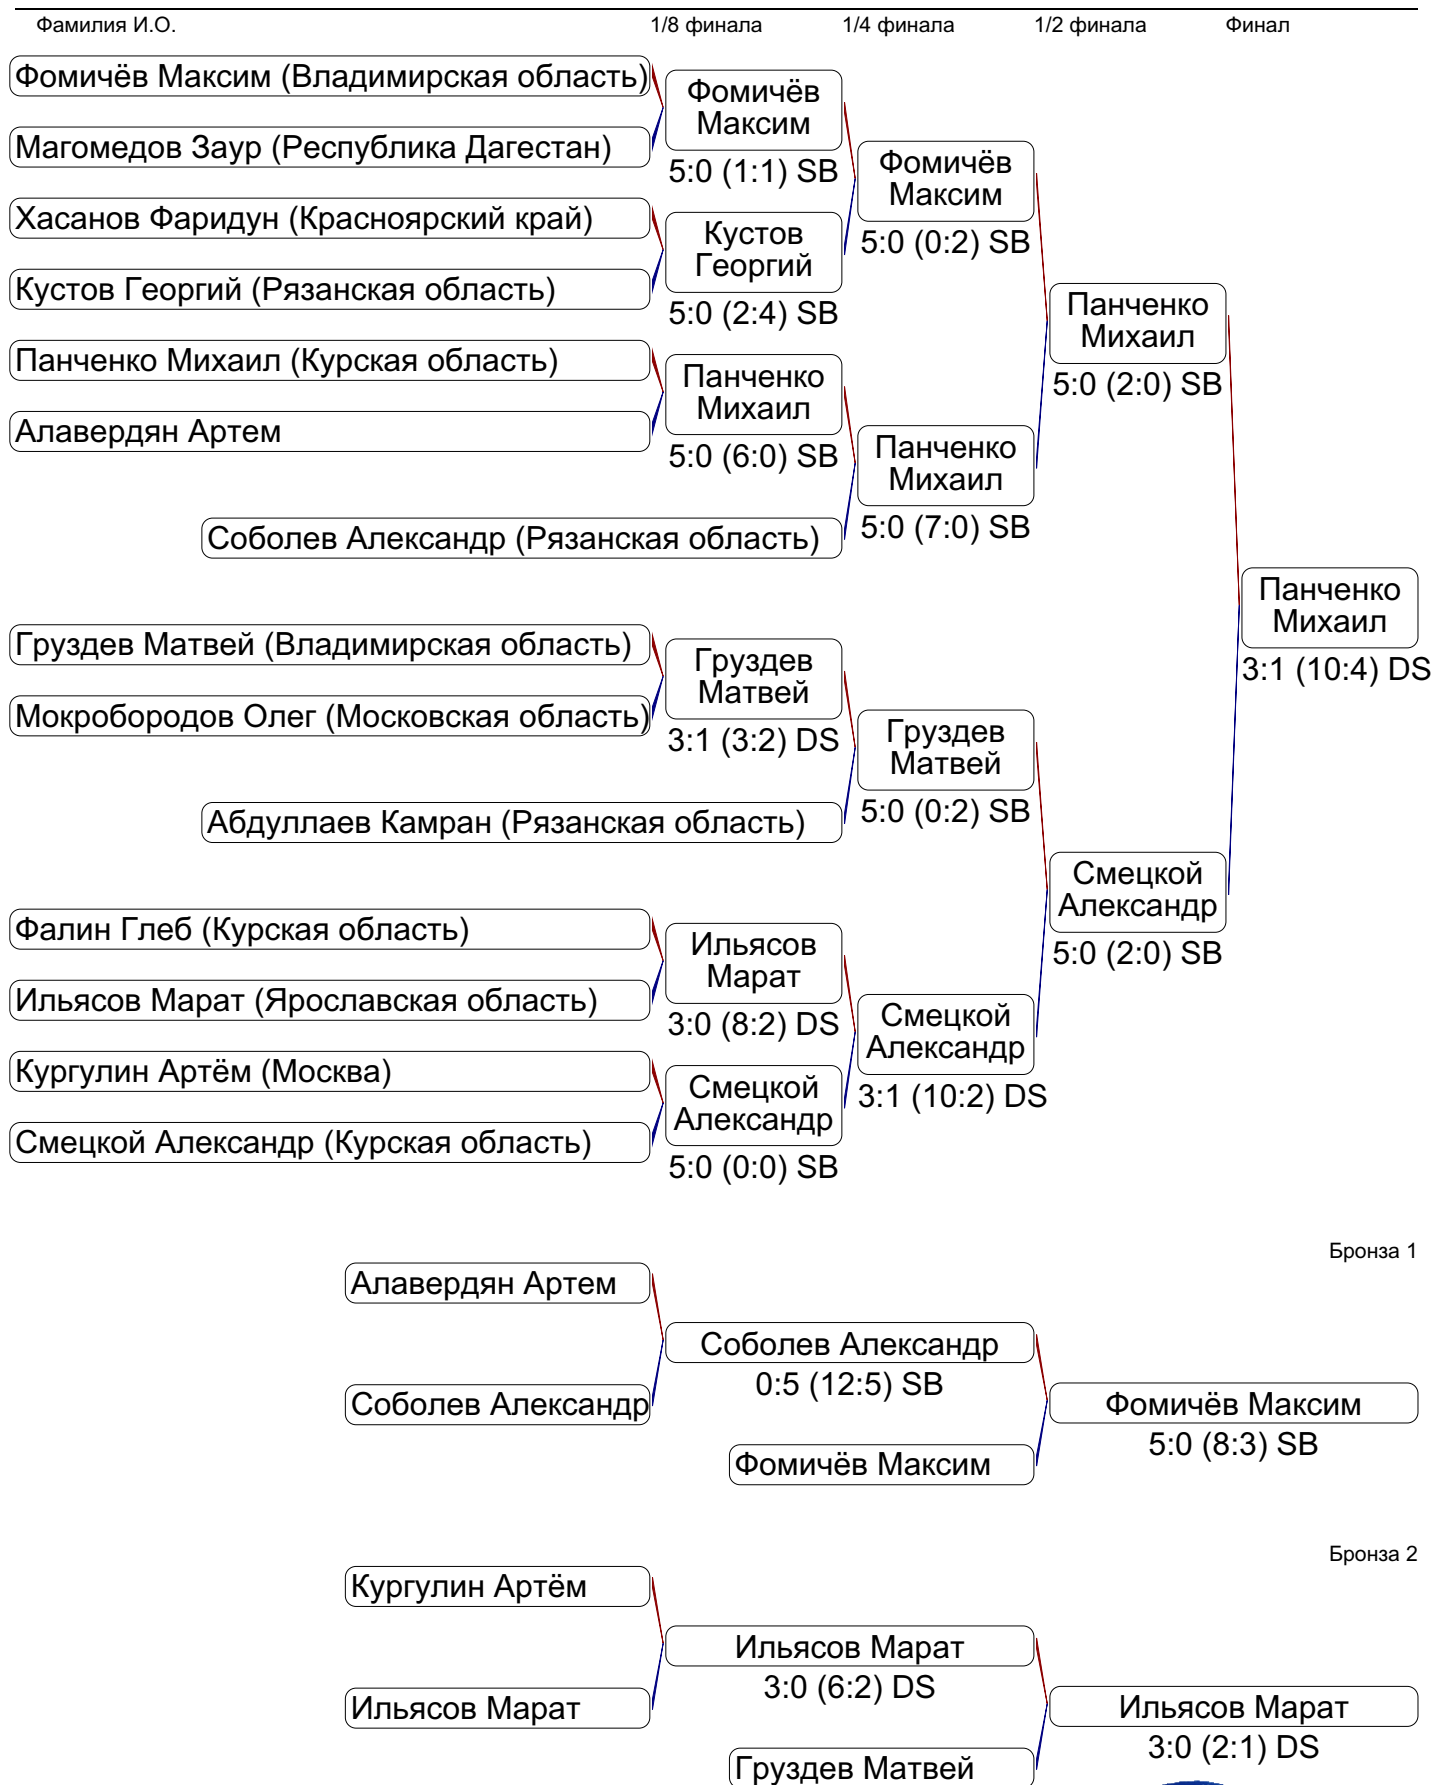 Фамилия И.О. 1/8 финала 1/4 финала 1/2 финала Финал
Фомичёв Максим (Владимирская область)
Фомичёв
Максим
Магомедов Заур (Республика Дагестан)
5:0 (1:1) SB
Фомичёв
Максим
Хасанов Фаридун (Красноярский край)
Кустов
Георгий
5:0 (0:2) SB
Кустов Георгий (Рязанская область)
5:0 (2:4) SB
Панченко
Михаил
Панченко Михаил (Курская область)
Панченко
Михаил
5:0 (2:0) SB
Алавердян Артем
5:0 (6:0) SB
Панченко
Михаил
Соболев Александр (Рязанская область)
5:0 (7:0) SB
Панченко
Михаил
3:1 (10:4) DS
Груздев Матвей (Владимирская область)
Груздев
Матвей
Мокробородов Олег (Московская область)
3:1 (3:2) DS
Груздев
Матвей
Абдуллаев Камран (Рязанская область)
5:0 (0:2) SB
Смецкой
Александр
5:0 (2:0) SB
Фалин Глеб (Курская область)
Ильясов
Марат
Ильясов Марат (Ярославская область)
3:0 (8:2) DS
Смецкой
Александр
Кургулин Артём (Москва)
Смецкой
Александр
3:1 (10:2) DS
Смецкой Александр (Курская область)
5:0 (0:0) SB
Бронза 1
Алавердян Артем
Соболев Александр
0:5 (12:5) SB
Соболев Александр
Фомичёв Максим
5:0 (8:3) SB
Фомичёв Максим
Бронза 2
Кургулин Артём
Ильясов Марат
3:0 (6:2) DS
Ильясов Марат
Ильясов Марат
3:0 (2:1) DS
Груздев Матвей